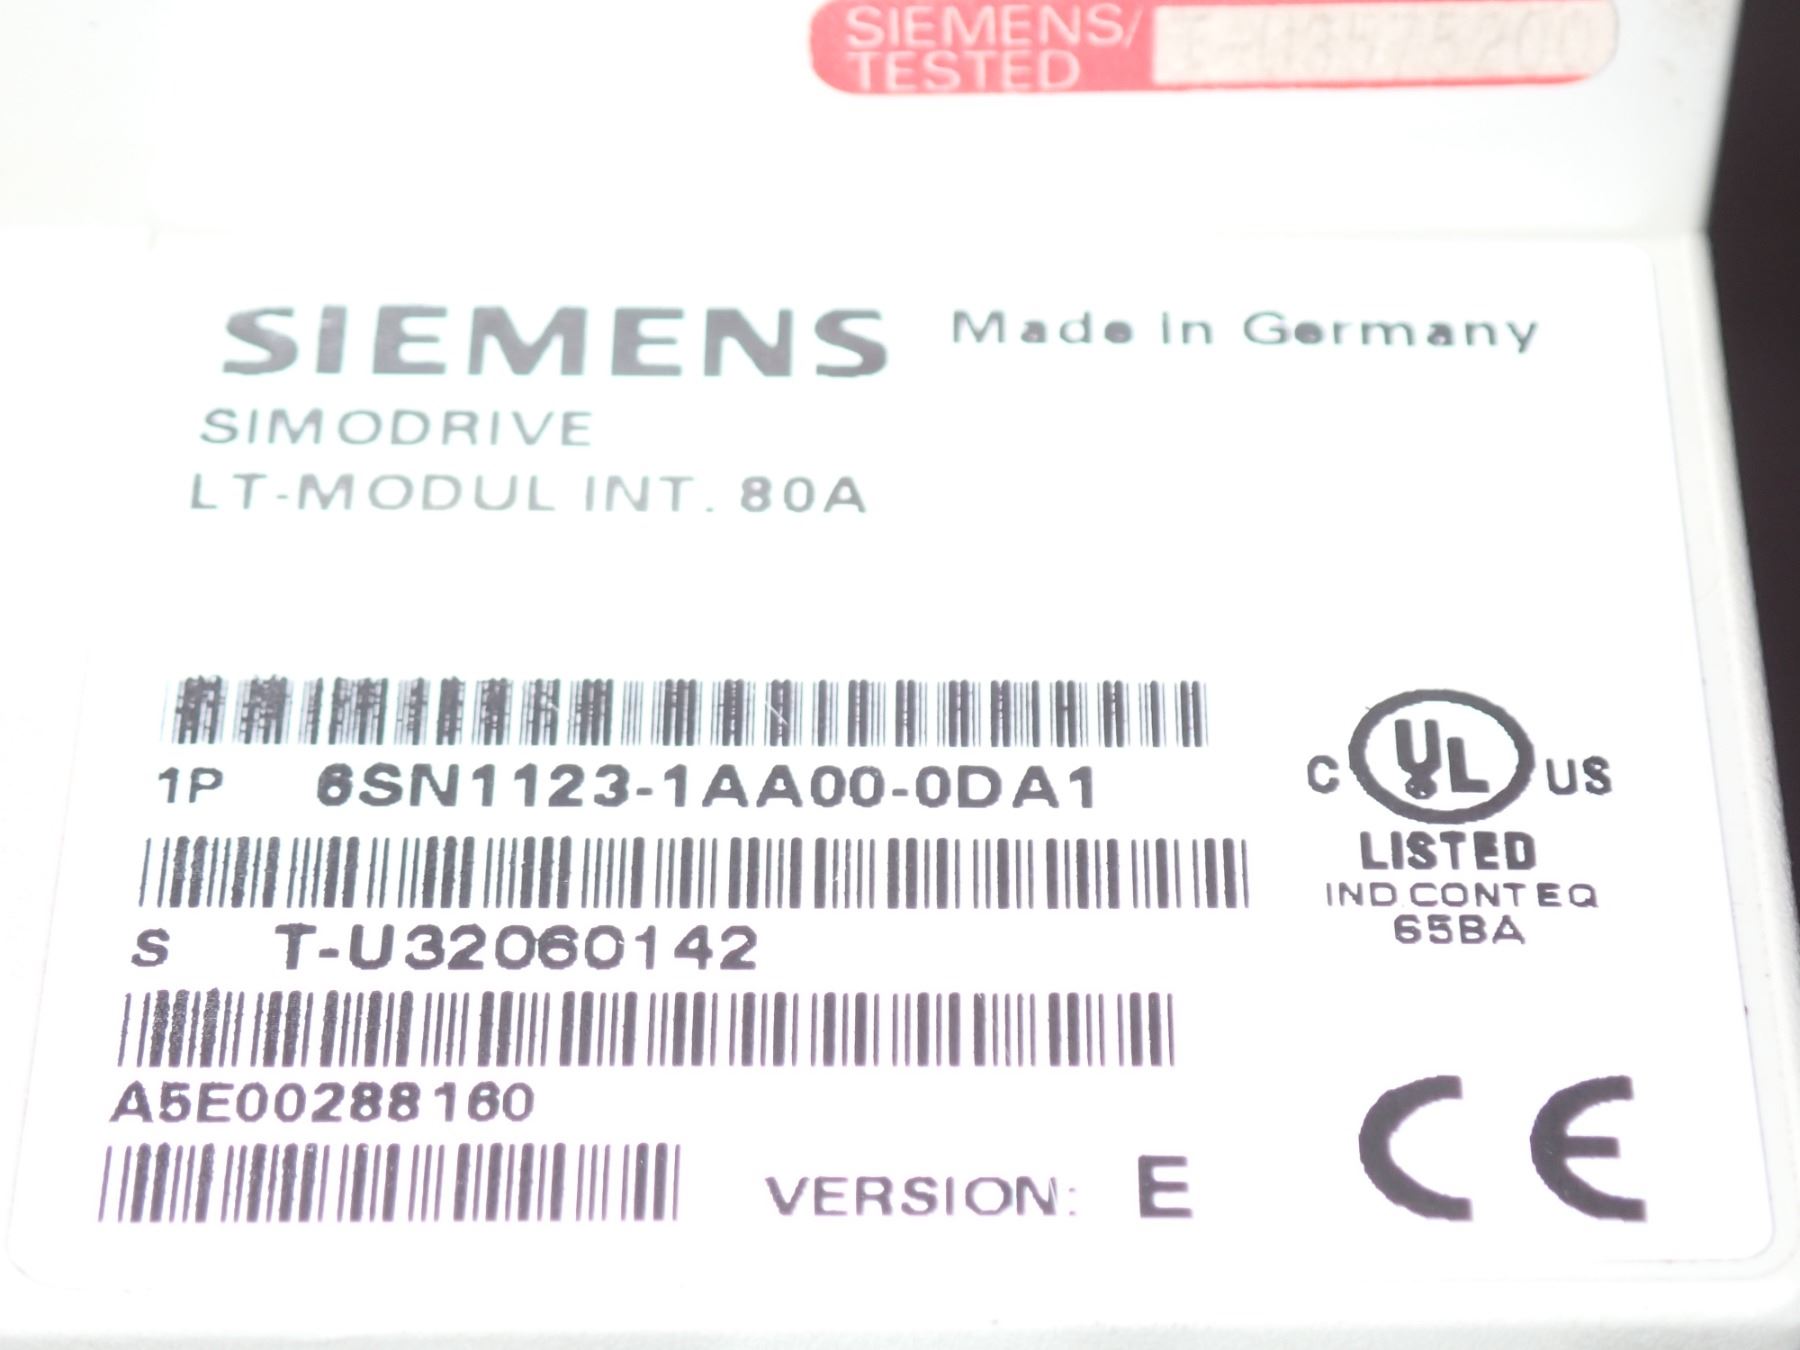 SIEMENS/
TESTED
SIEMENS Made in Germany
SIMODRIVE
LT-MODUL INT. 80A
1P 6SN1123-1AA00-0DA1
S T-U32060142
A5E00288160
VERSION: E
C UL US
LISTED
IND.CONT.EQ
65BA
CE